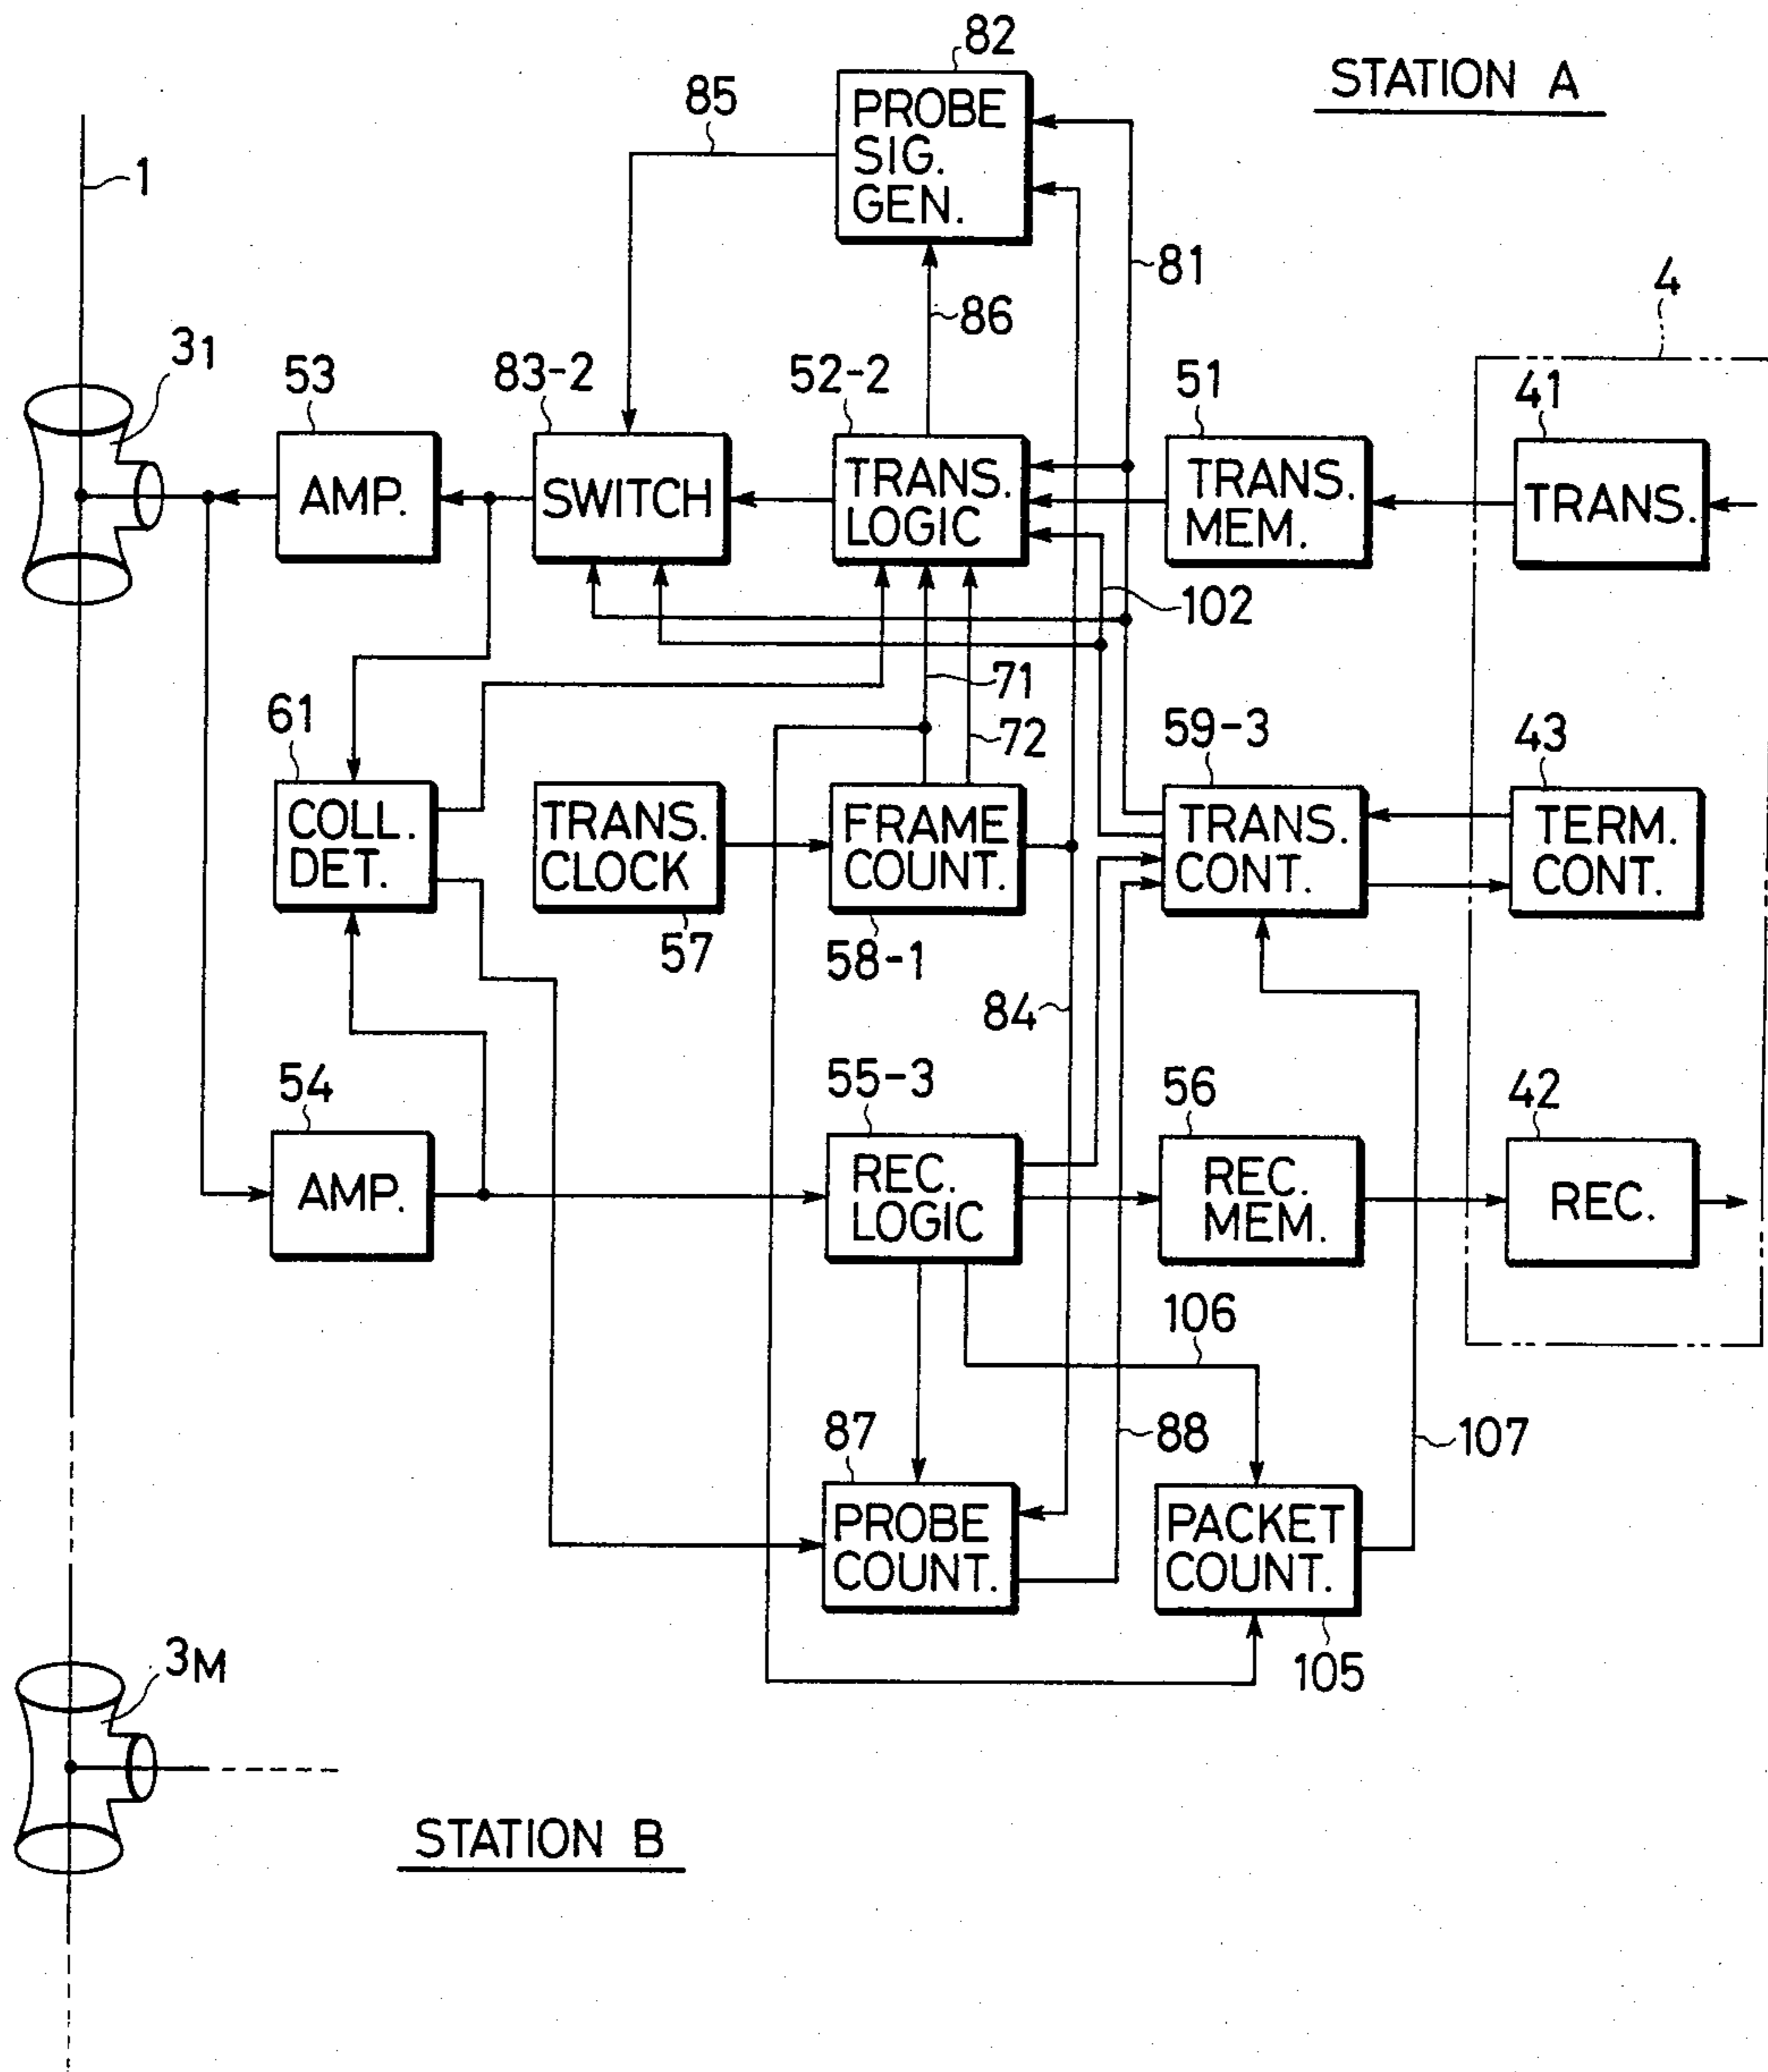 82
STATION A
PROBE
SIG.
GEN.
85
1
81
86
4
31
53
83-2
52-2
51
41
AMP.
SWITCH
TRANS.
LOGIC
TRANS.
MEM.
TRANS.
102
71
72
61
59-3
43
COLL.
DET.
TRANS.
CLOCK
FRAME
COUNT.
TRANS.
CONT.
TERM.
CONT.
57
58-1
84
54
55-3
56
42
AMP.
REC.
LOGIC
REC.
MEM.
REC.
106
87
88
107
PROBE
COUNT.
PACKET
COUNT.
105
3M
STATION B